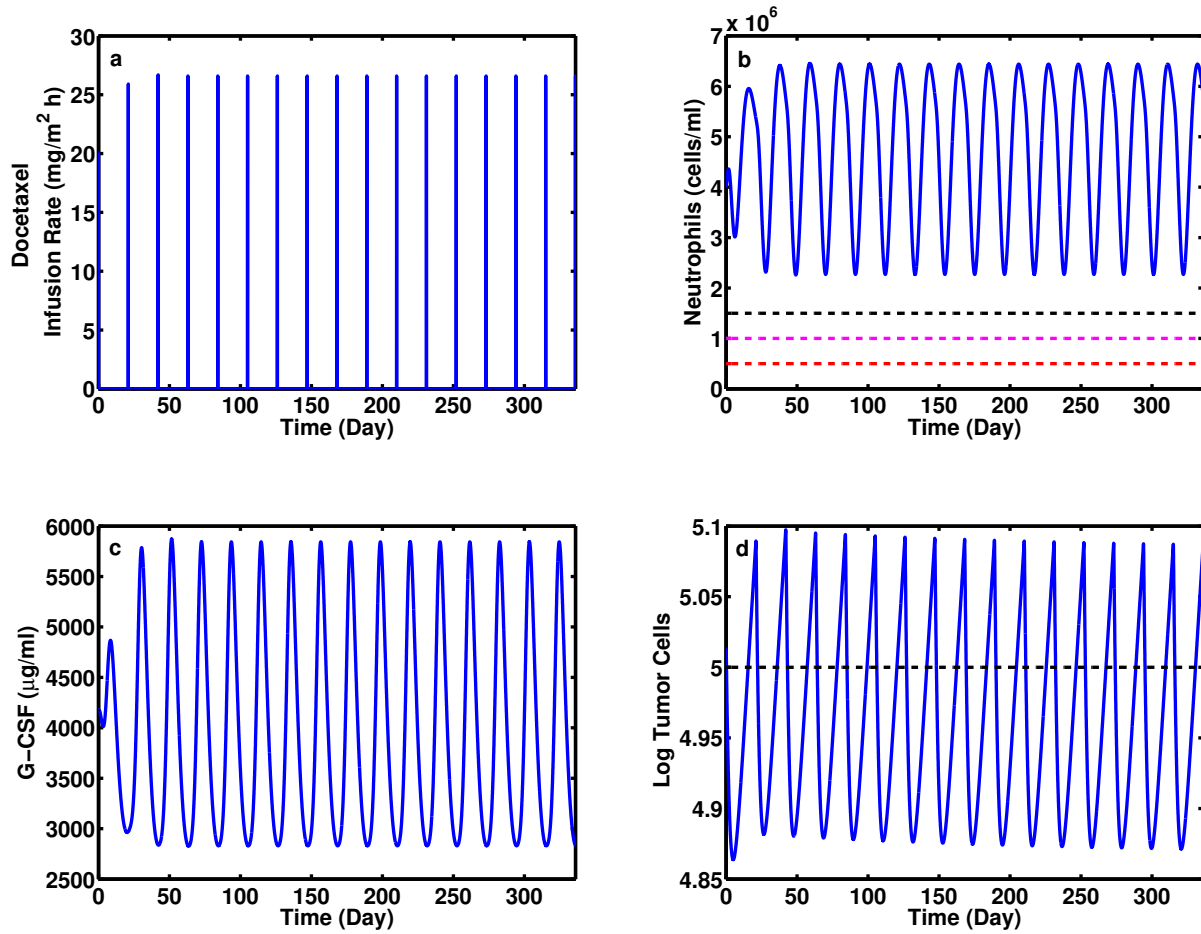 a
30
25
20
15
10
5
0
Docetaxel
Infusion Rate (mg/m² h)
0 50 100 150 200 250 300
Time (Day)
x 10⁶
b
7
6
5
4
3
2
1
0
Neutrophils (cells/ml)
0 50 100 150 200 250 300
Time (Day)
c
6000
5500
5000
4500
4000
3500
3000
2500
G−CSF (μg/ml)
0 50 100 150 200 250 300
Time (Day)
d
5.1
5.05
5
4.95
4.9
4.85
Log Tumor Cells
0 50 100 150 200 250 300
Time (Day)